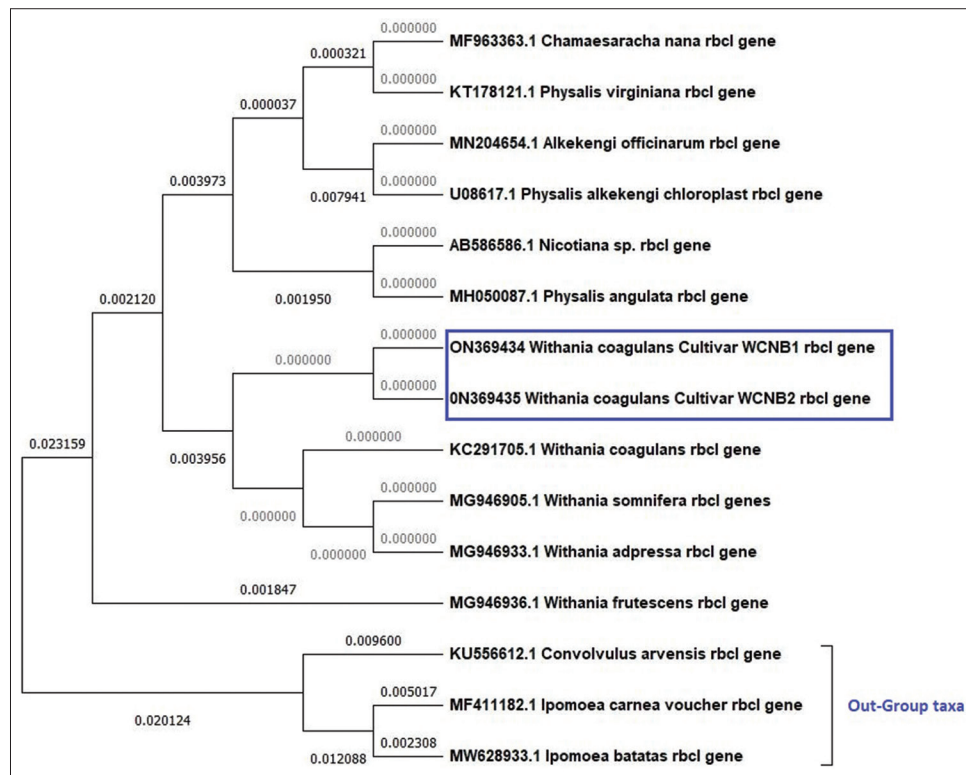 0.000000
MF963363.1 Chamaesaracha nana rbcl gene
0.000321
0.000000
KT178121.1 Physalis virginiana rbcl gene
0.000037
0.000000
MN204654.1 Alkekengi officinarum rbcl gene
0.003973
0.000000
0.007941
U08617.1 Physalis alkekengi chloroplast rbcl gene
0.000000
AB586586.1 Nicotiana sp. rbcl gene
0.000000
0.002120
0.001950
MH050087.1 Physalis angulata rbcl gene
0.000000
ON369434 Withania coagulans Cultivar WCNB1 rbcl gene
0.000000
0.000000
0N369435 Withania coagulans Cultivar WCNB2 rbcl gene
0.023159
0.000000
0.003956
KC291705.1 Withania coagulans rbcl gene
0.000000
MG946905.1 Withania somnifera rbcl genes
0.000000
0.000000
0.000000
MG946933.1 Withania adpressa rbcl gene
0.001847
MG946936.1 Withania frutescens rbcl gene
0.009600
KU556612.1 Convolvulus arvensis rbcl gene
0.005017
MF411182.1 Ipomoea carnea voucher rbcl gene
Out-Group taxa
0.020124
0.002308
0.012088
MW628933.1 Ipomoea batatas rbcl gene